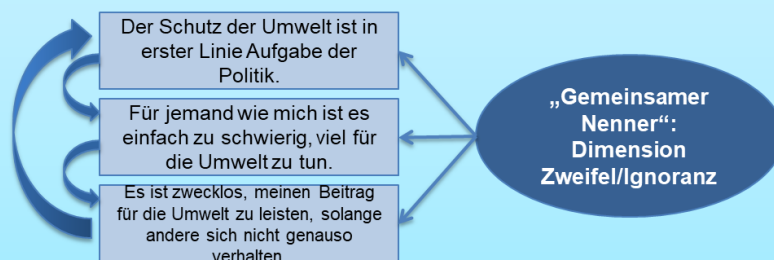 Der Schutz der Umwelt ist in
erster Linie Aufgabe der
Politik.
Für jemand wie mich ist es
einfach zu schwierig, viel für
die Umwelt zu tun.
Es ist zwecklos, meinen Beitrag
für die Umwelt zu leisten, solange
andere sich nicht genauso
verhalten
„Gemeinsamer
Nenner“:
Dimension
Zweifel/Ignoranz